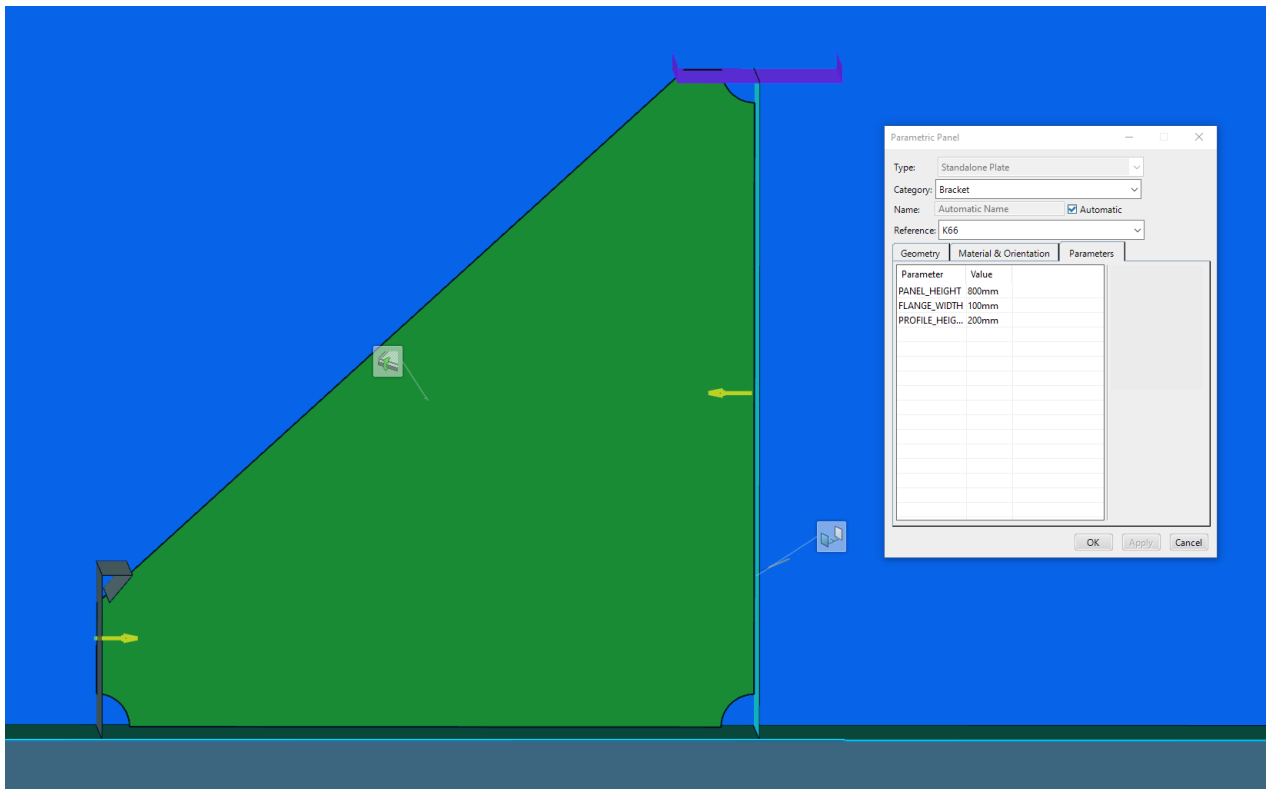 Parametric Panel
Type: Standalone Plate
Category: Bracket
Name: Automatic Name Automatic
Reference: K66
Geometry Material & Orientation Parameters
Parameter Value
PANEL_HEIGHT 800mm
FLANGE_WIDTH 100mm
PROFILE_HEIG... 200mm
OK Apply Cancel